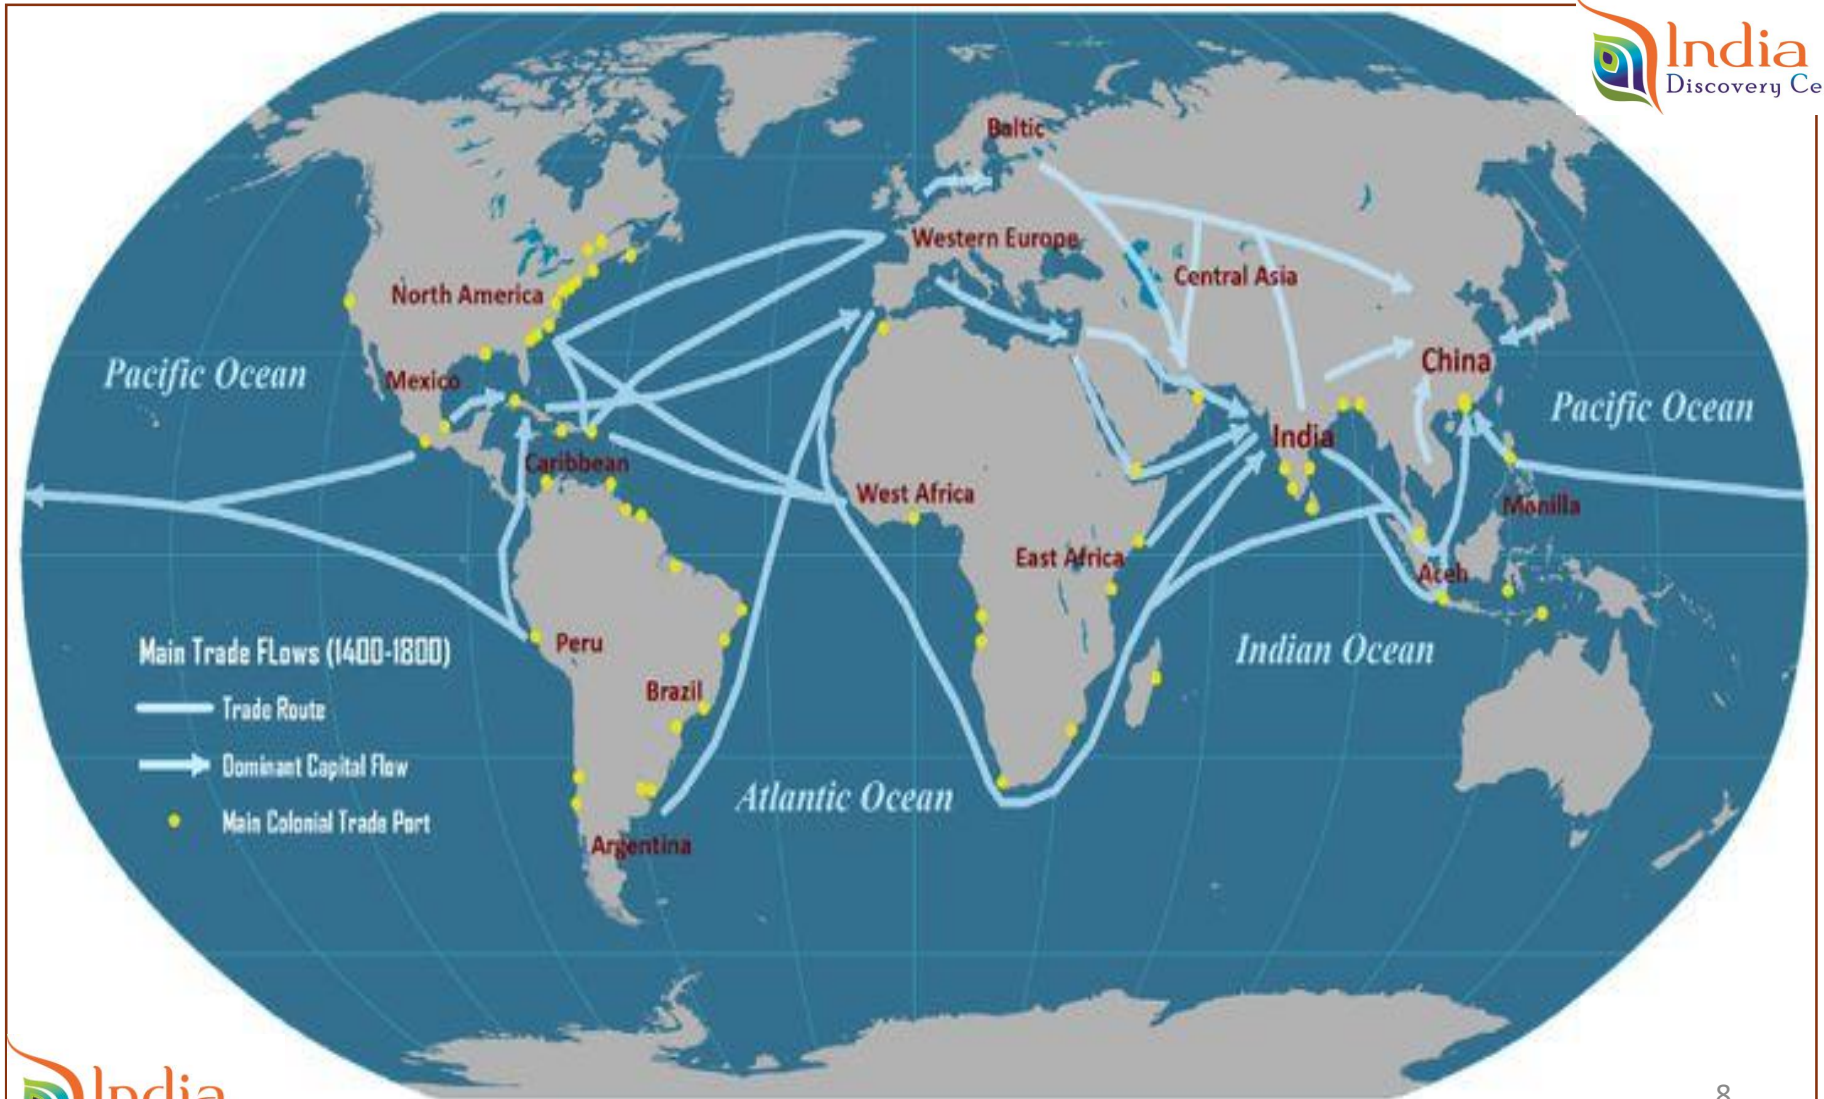 India
Discovery Ce
Baltic
Western Europe
Central Asia
North America
Pacific Ocean
China
Mexico
Pacific Ocean
India
Caribbean
West Africa
Manilla
East Africa
Aceh
Indian Ocean
Peru
Main Trade FLows (1400-1800)
Brazil
Trade Route
Dominant Capital Flow
Atlantic Ocean
Main Colonial Trade Port
Argentina
India
8